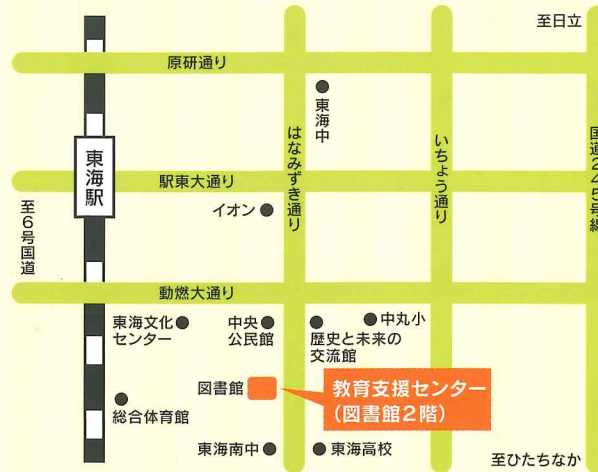 至日立
原研通り
東海中
はなみずき通り
いちょう通り
国道245号線
東海駅
駅東大通り
イオン
至6号国道
動燃大通り
東海文化
センター
中央
公民館
歴史と未来の
交流館
中丸小
図書館
教育支援センター
(図書館2階)
総合体育館
東海南中
東海高校
至ひたちなか